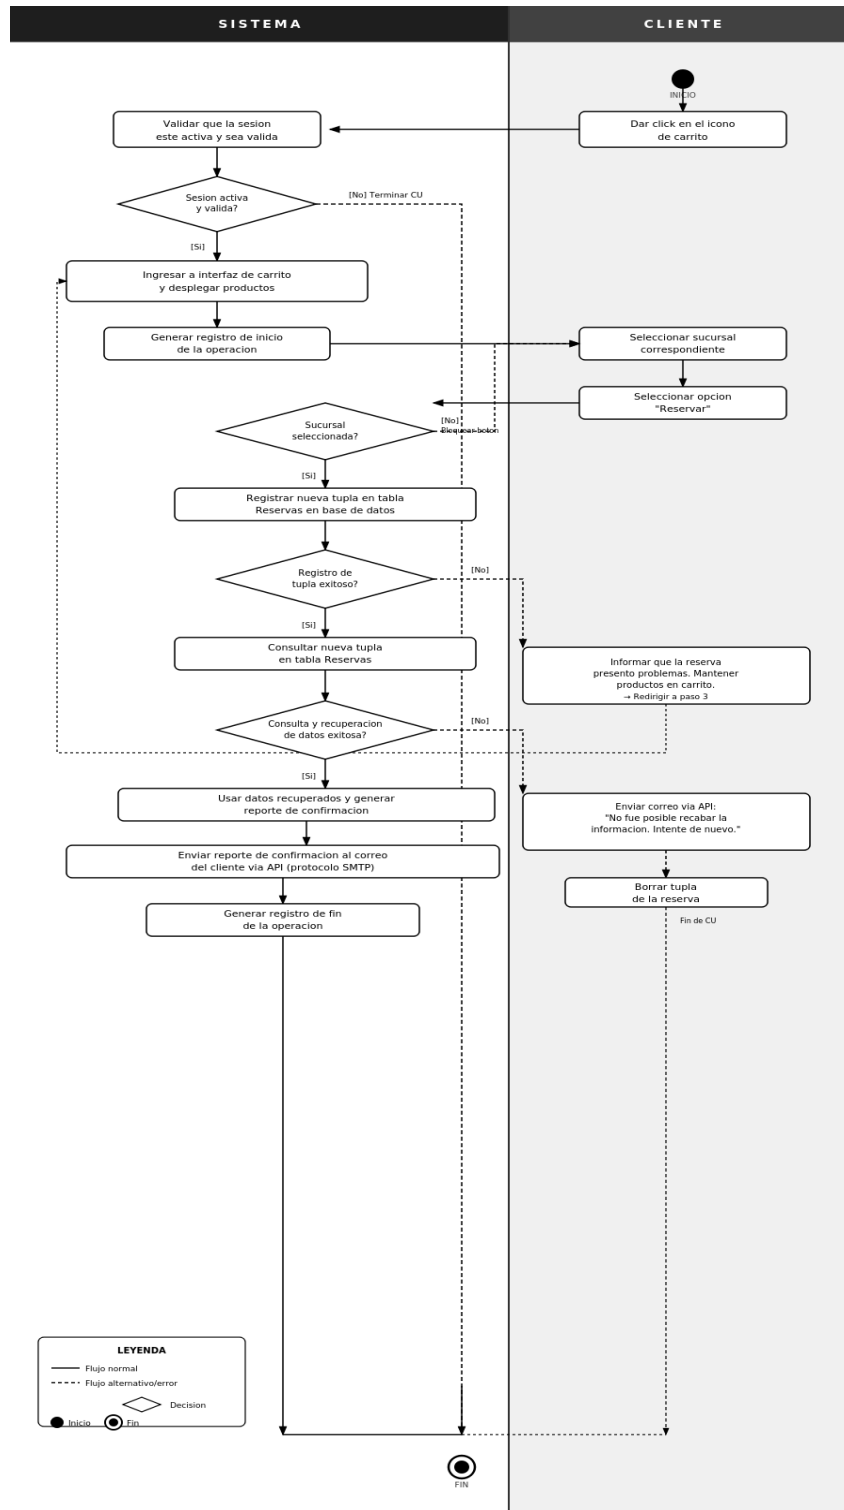 SISTEMA
CLIENTE
INICIO
Validar que la sesion
este activa y sea valida
Dar click en el icono
de carrito
Sesion activa
y valida?
[No] Terminar CU
[Si]
Ingresar a interfaz de carrito
y desplegar productos
Generar registro de inicio
de la operacion
Seleccionar sucursal
correspondiente
Seleccionar opcion
"Reservar"
Sucursal
seleccionada?
[No]
Bloquear boton
[Si]
Registrar nueva tupla en tabla
Reservas en base de datos
Registro de
tupla exitoso?
[No]
[Si]
Consultar nueva tupla
en tabla Reservas
Informar que la reserva
presento problemas. Mantener
productos en carrito.
→ Redirigir a paso 3
Consulta y recuperacion
de datos exitosa?
[No]
[Si]
Usar datos recuperados y generar
reporte de confirmacion
Enviar correo via API:
"No fue posible recabar la
informacion. Intente de nuevo."
Enviar reporte de confirmacion al correo
del cliente via API (protocolo SMTP)
Borrar tupla
de la reserva
Generar registro de fin
de la operacion
Fin de CU
LEYENDA
Flujo normal
Flujo alternativo/error
Decision
Inicio
Fin
FIN